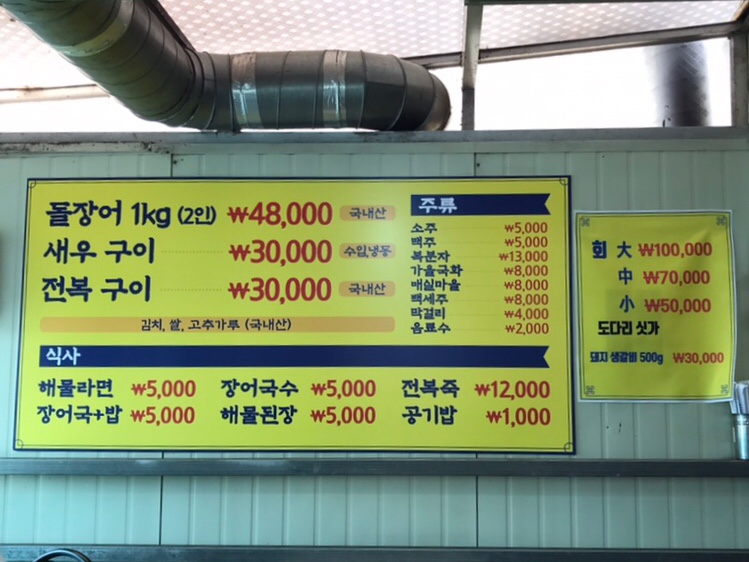 돌장어 1kg (2인) ₩48,000 국내산
새우 구이 ₩30,000 수입,냉동
전복 구이 ₩30,000 국내산
김치, 쌀, 고추가루 (국내산)
주류
소주 ₩5,000
맥주 ₩5,000
복분자 ₩13,000
가을국화 ₩8,000
매실마을 ₩8,000
백세주 ₩8,000
막걸리 ₩4,000
음료수 ₩2,000
식사
해물라면 ₩5,000 장어국수 ₩5,000 전복죽 ₩12,000
장어국+밥 ₩5,000 해물된장 ₩5,000 공기밥 ₩1,000
회 大 ₩100,000
中 ₩70,000
小 ₩50,000
도다리 싯가
돼지 생갈비 500g ₩30,000